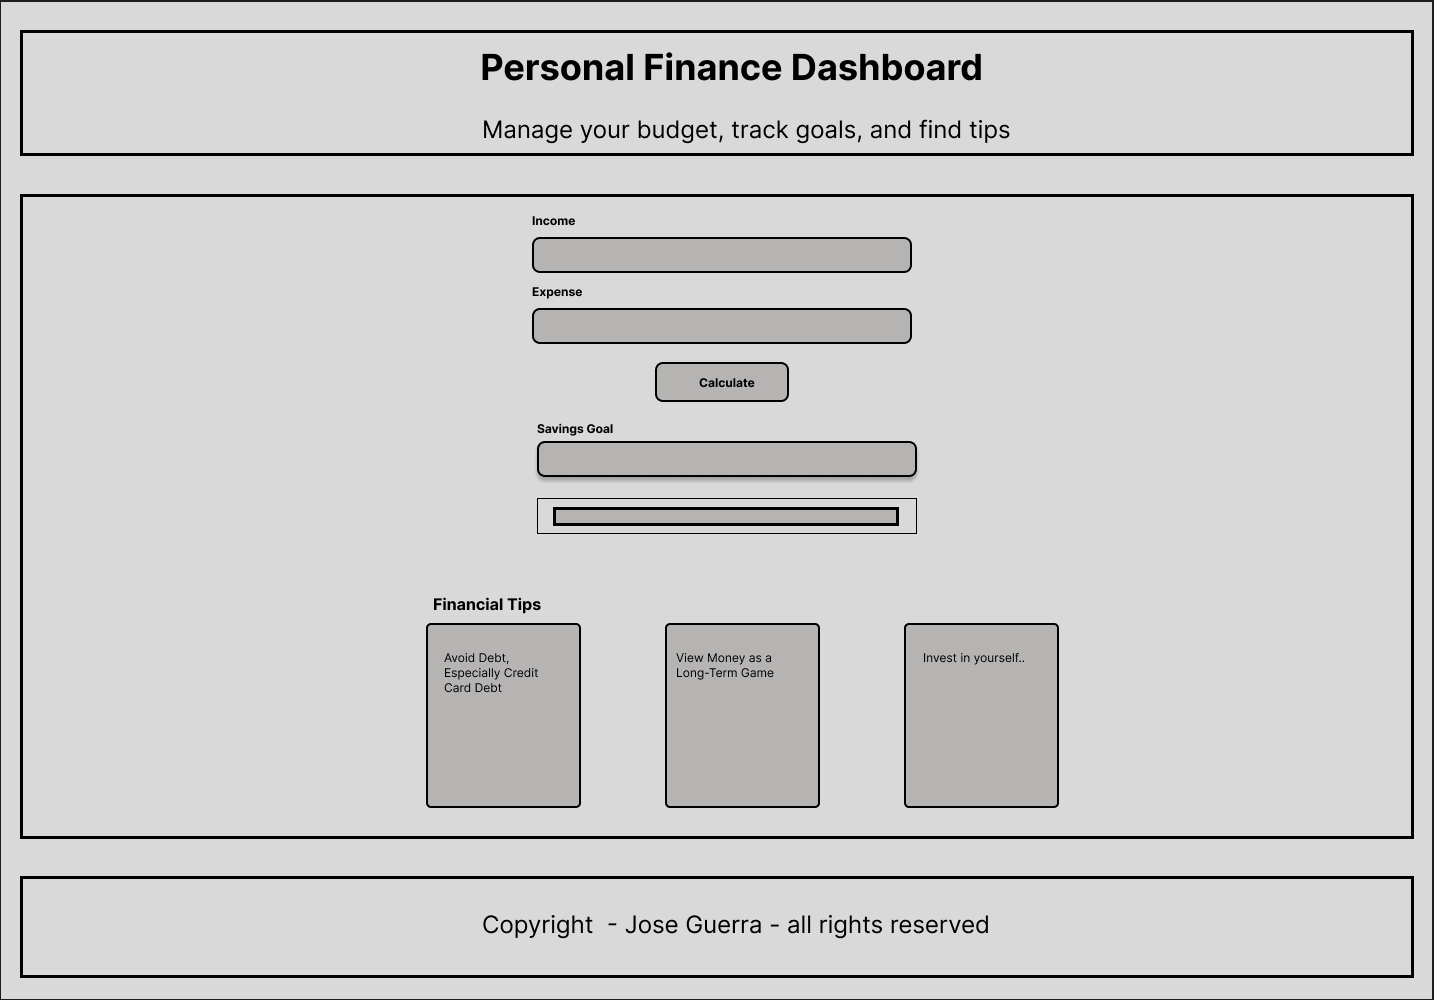 Personal Finance Dashboard
Manage your budget, track goals, and find tips
Income
Expense
Calculate
Savings Goal
Financial Tips
Avoid Debt,
Especially Credit
Card Debt
View Money as a
Long-Term Game
Invest in yourself..
Copyright  - Jose Guerra - all rights reserved